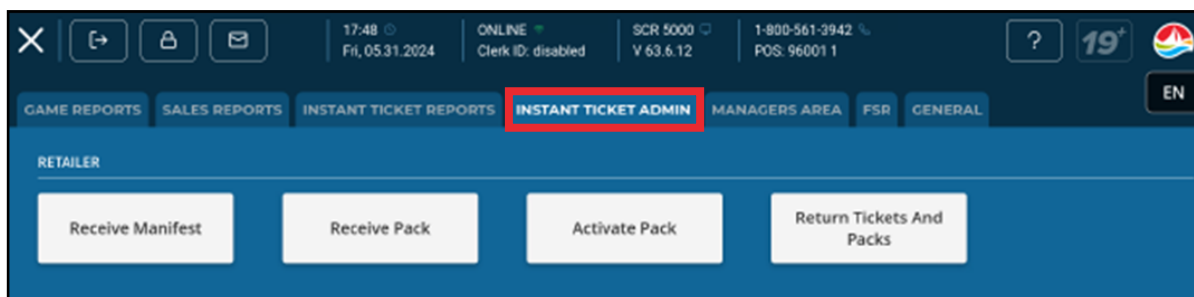 17:48
Fri, 05.31.2024
ONLINE
Clerk ID: disabled
SCR 5000
V 63.6.12
1-800-561-3942
POS: 96001 1
?
19+
EN
GAME REPORTS SALES REPORTS INSTANT TICKET REPORTS INSTANT TICKET ADMIN MANAGERS AREA FSR GENERAL
RETAILER
Receive Manifest
Receive Pack
Activate Pack
Return Tickets And
Packs